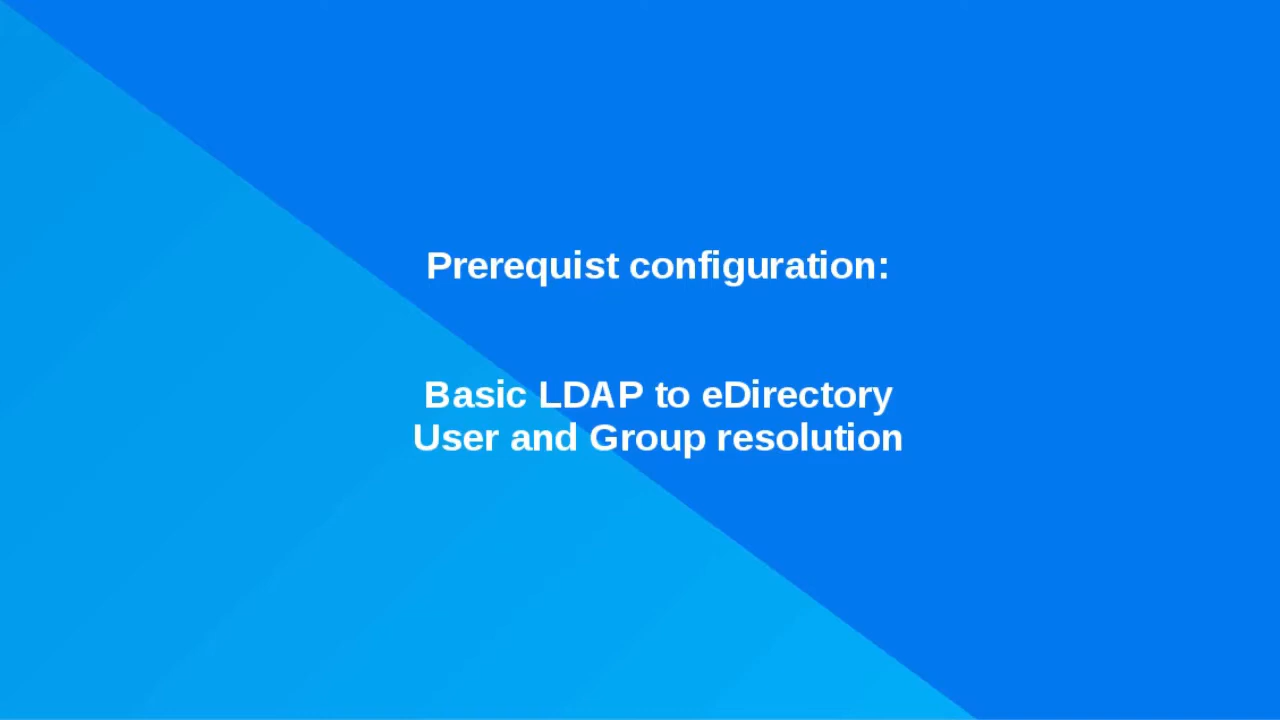 Prerequist configuration:
Basic LDAP to eDirectory
User and Group resolution